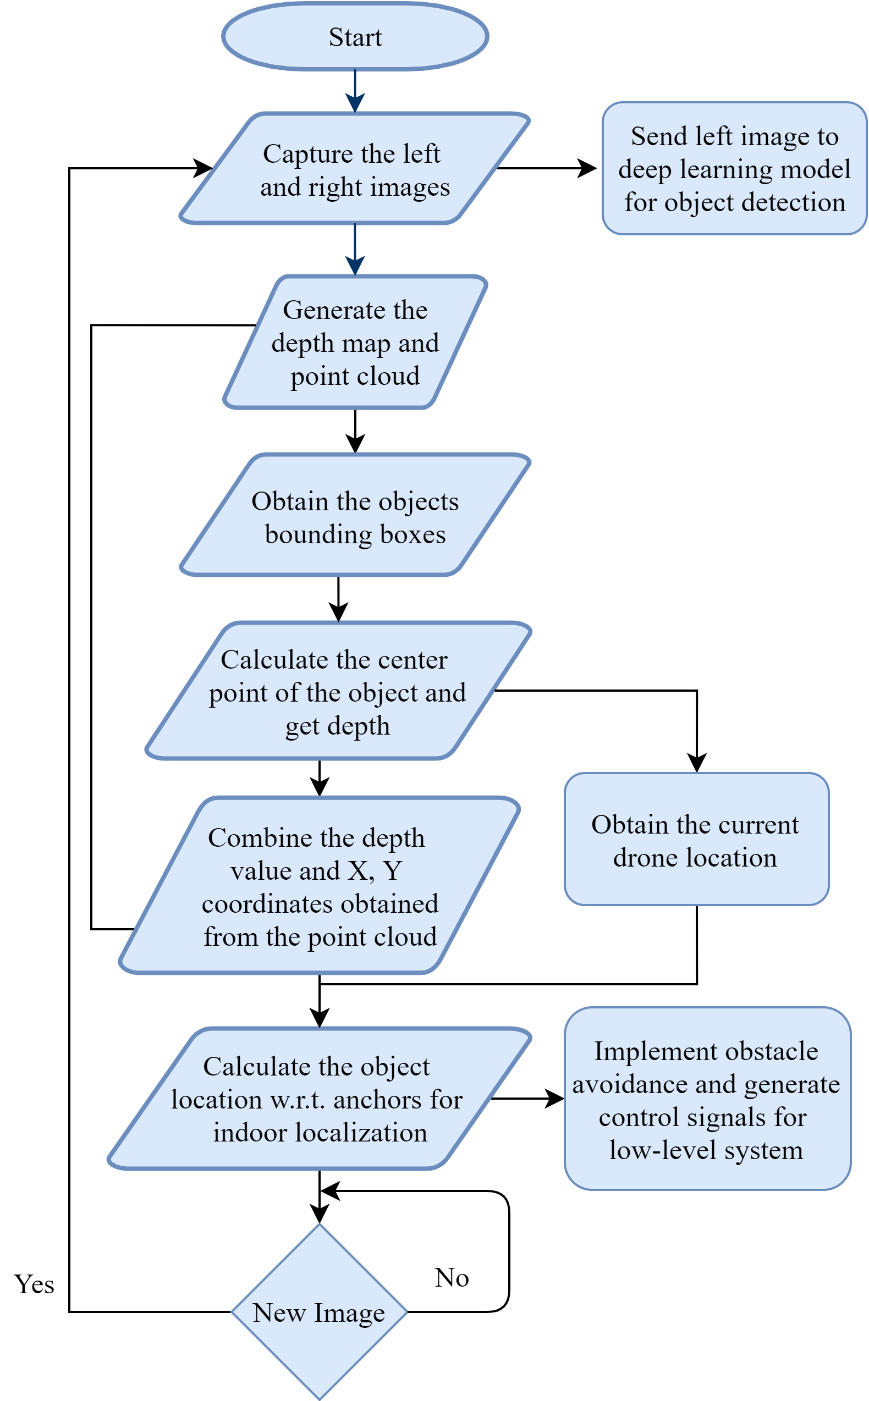 Start
Capture the left
and right images
Send left image to
deep learning model
for object detection
Generate the
depth map and
point cloud
Obtain the objects
bounding boxes
Calculate the center
point of the object and
get depth
Obtain the current
drone location
Combine the depth
value and X, Y
coordinates obtained
from the point cloud
Calculate the object
location w.r.t. anchors for
indoor localization
Implement obstacle
avoidance and generate
control signals for
low-level system
Yes
No
New Image